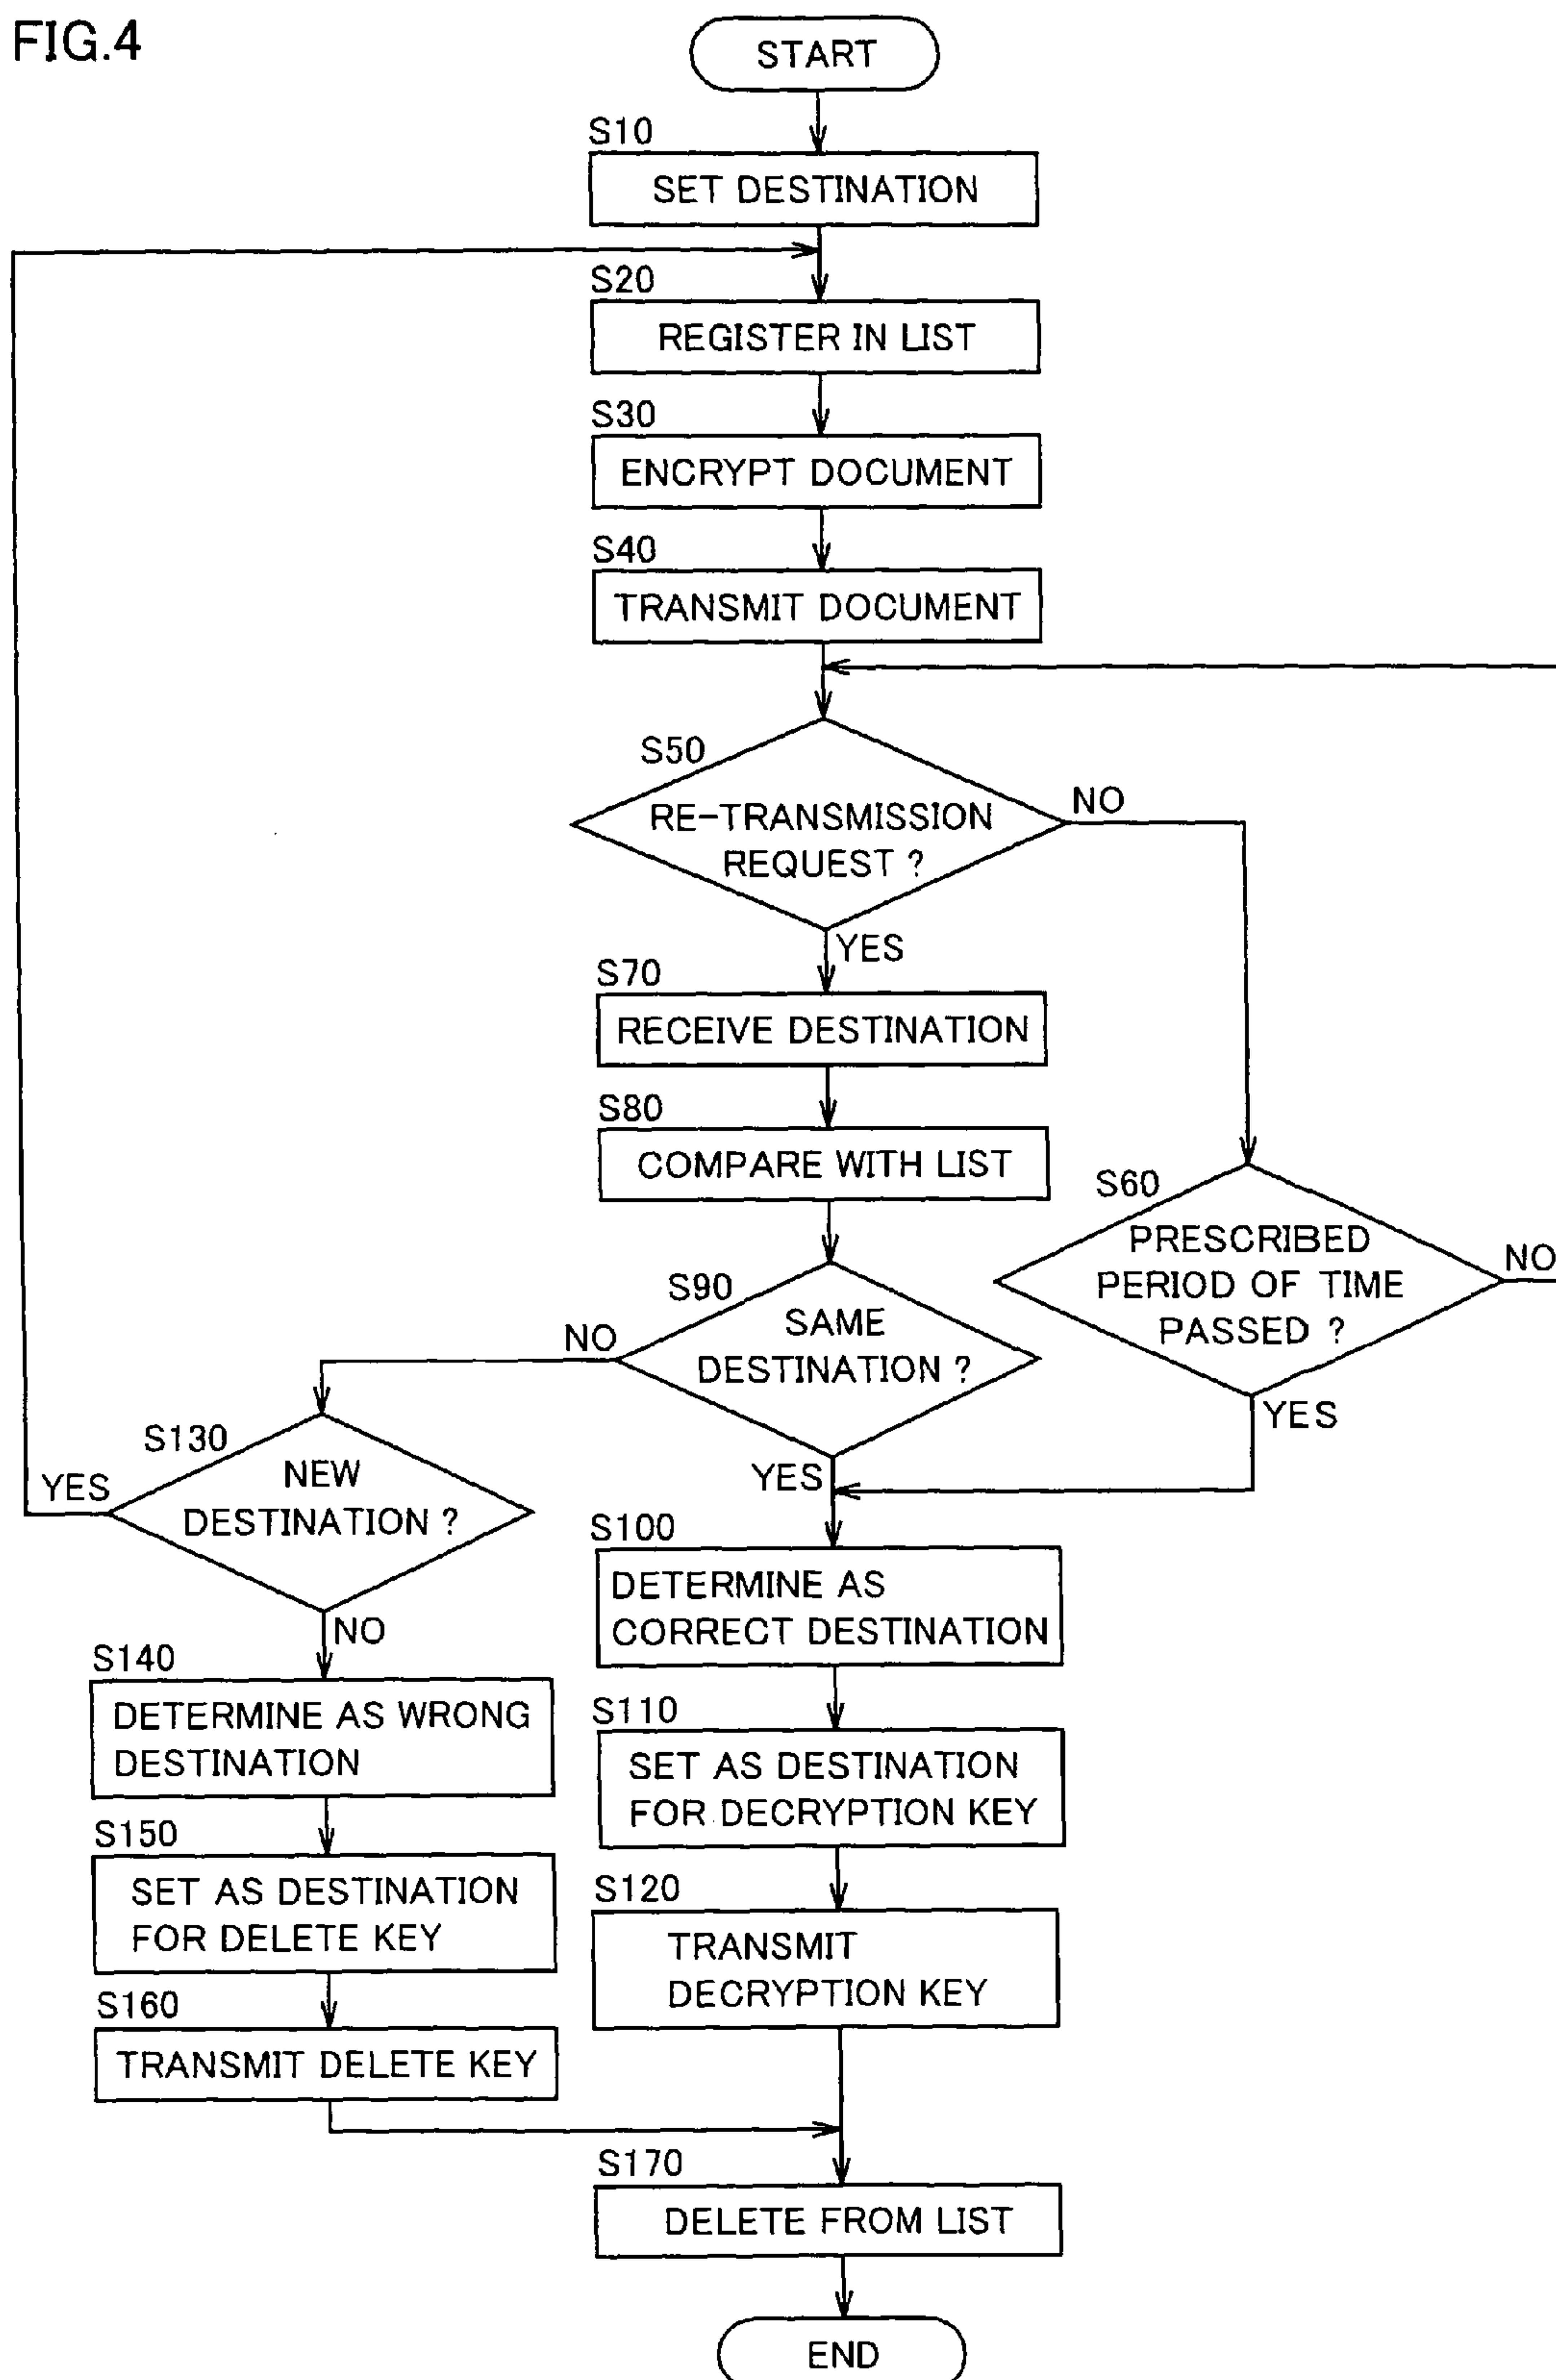 FIG.4
START
S10
SET DESTINATION
S20
REGISTER IN LIST
S30
ENCRYPT DOCUMENT
S40
TRANSMIT DOCUMENT
S50
RE-TRANSMISSION
REQUEST ?
NO
YES
S70
RECEIVE DESTINATION
S80
COMPARE WITH LIST
S60
PRESCRIBED
PERIOD OF TIME
PASSED ?
NO
YES
S90
SAME
DESTINATION ?
NO
YES
S130
NEW
DESTINATION ?
YES
NO
S100
DETERMINE AS
CORRECT DESTINATION
S140
DETERMINE AS WRONG
DESTINATION
S110
SET AS DESTINATION
FOR DECRYPTION KEY
S150
SET AS DESTINATION
FOR DELETE KEY
S120
TRANSMIT
DECRYPTION KEY
S160
TRANSMIT DELETE KEY
S170
DELETE FROM LIST
END